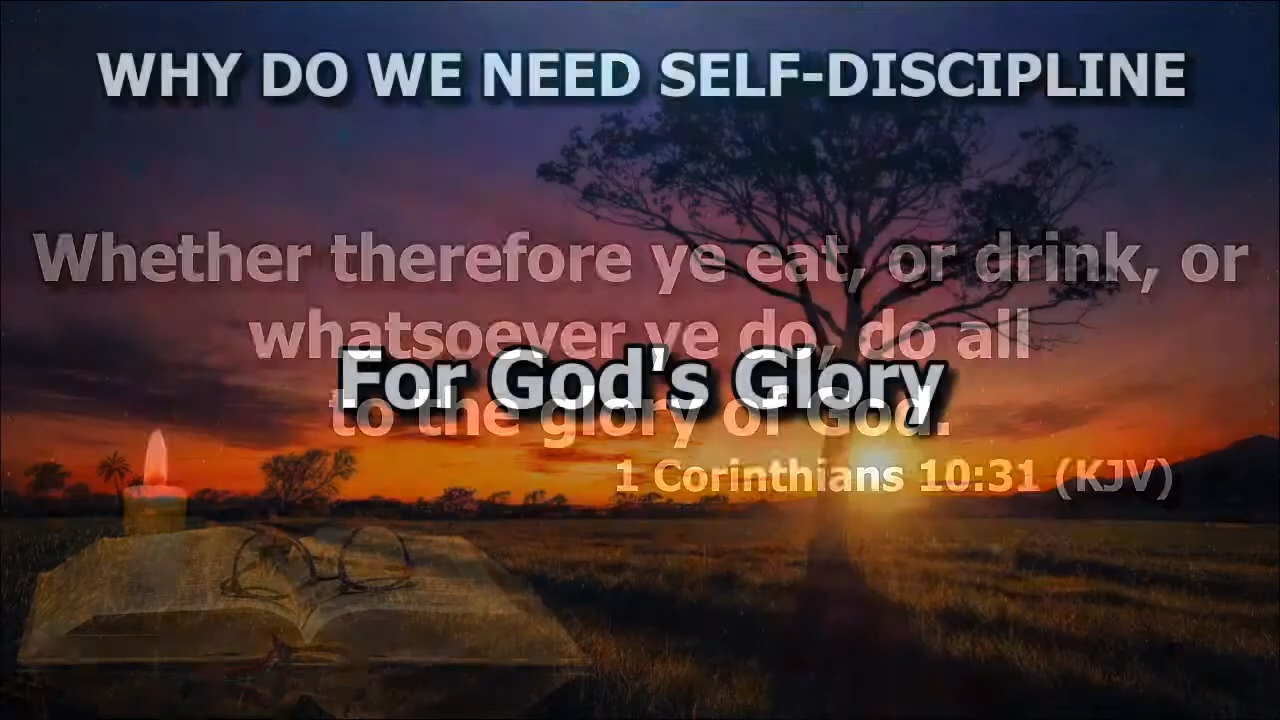 WHY DO WE NEED SELF-DISCIPLINE
Whether therefore ye eat, or drink, or
whatsoever ye do, do all
For God's Glory
to the glory of God.
1 Corinthians 10:31 (KJV)